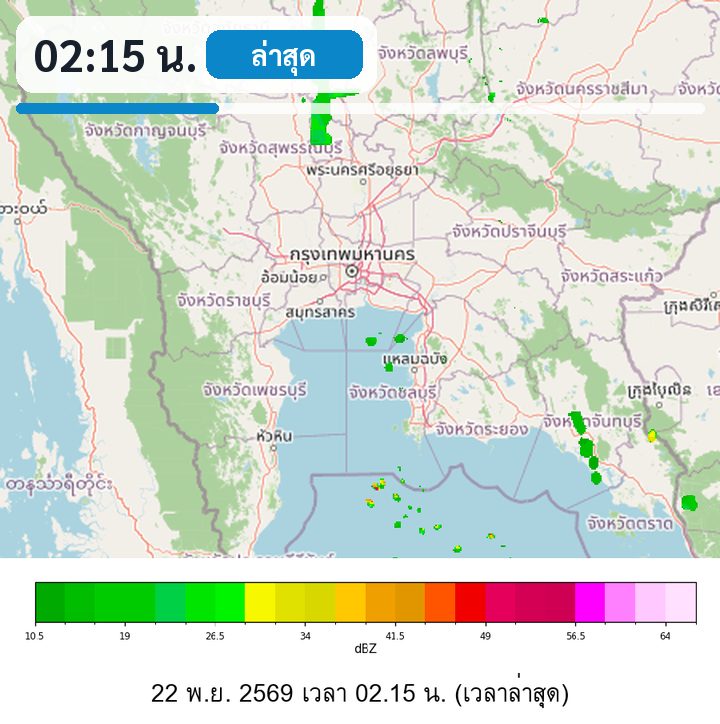 02:15 น. ล่าสุด
จังหวัดลพบุรี
จังหวัดนครราชสีมา
จังหวัดกาญจนบุรี
จังหวัดสุพรรณบุรี
พระนครศรีอยุธยา
จังหวัดปราจีนบุรี
กรุงเทพมหานคร
อ้อมน้อย
จังหวัดสระแก้ว
จังหวัดราชบุรี
สมุทรสาคร
แหลมฉบัง
จังหวัดเพชรบุรี
จังหวัดชลบุรี
หัวหิน
จังหวัดระยอง
จังหวัดจันทบุรี
จังหวัดตราด
10.5 19 26.5 34 41.5 49 56.5 64
dBZ
22 พ.ย. 2569 เวลา 02.15 น. (เวลาล่าสุด)